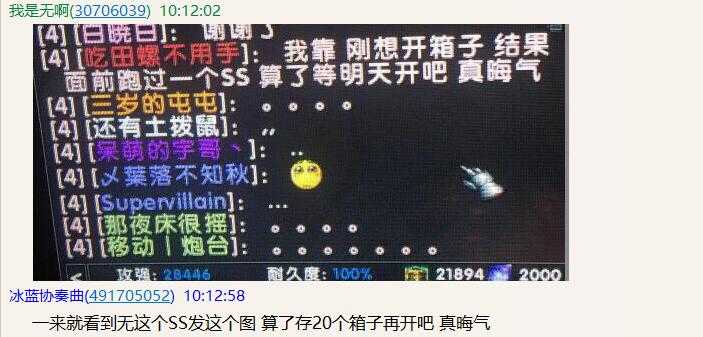 我是无啊(30706039) 10:12:02
[4] [白晓白]: 谢谢了
[4] [吃田螺不用手]: 我靠 刚想开箱子 结果
面前跑过一个SS 算了等明天开吧 真晦气
[4] [三岁的屯屯]: 。。。。
[4] [还有土拨鼠]: ,,
[4] [呆萌的宇哥丶]: ..
[4] [乄葉落不知秋]:
[4] [Supervillain]: ...
[4] [那夜床很摇]: 。。。。
[4] [移动丨炮台]: 。。。。。。。
< 攻强: 28446 耐久度: 100% 21894 2000
冰蓝协奏曲(491705052) 10:12:58
一来就看到无这个SS发这个图 算了存20个箱子再开吧 真晦气